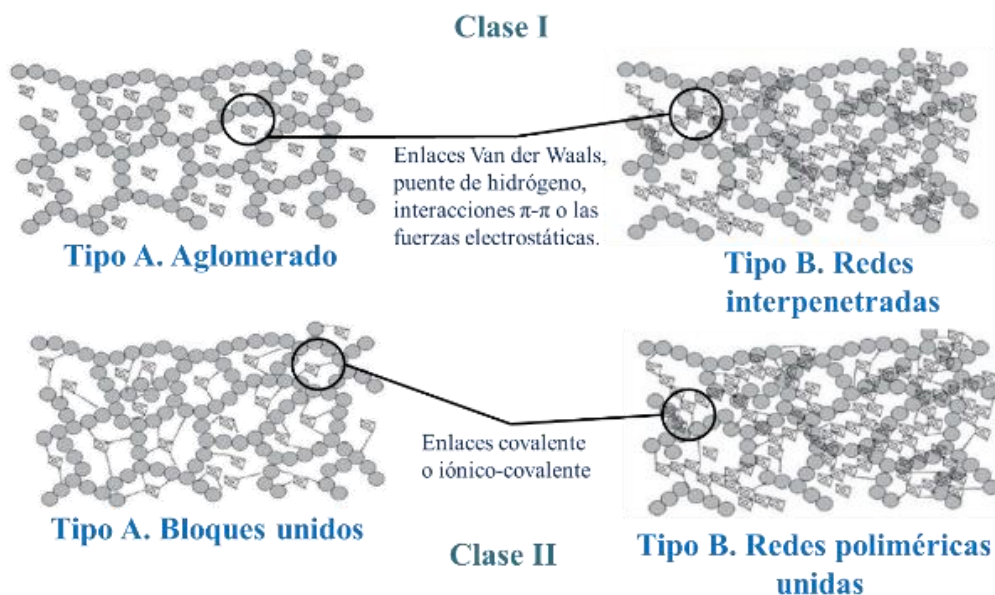 Clase I
Enlaces Van der Waals,
puente de hidrógeno,
interacciones π-π o las
fuerzas electrostáticas.
Tipo A. Aglomerado
Tipo B. Redes
interpenetradas
Enlaces covalente
o iónico-covalente
Tipo A. Bloques unidos
Clase II
Tipo B. Redes poliméricas
unidas